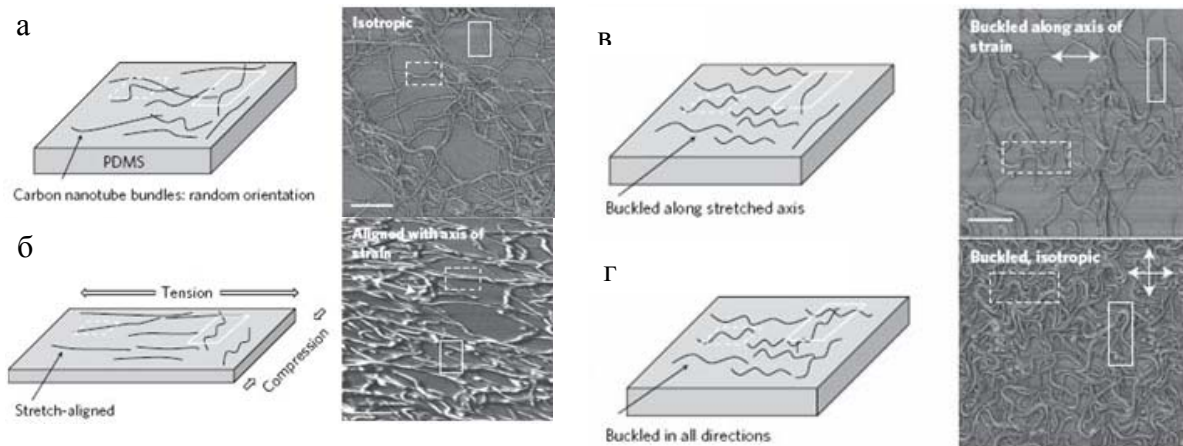 а
Isotropic
PDMS
Carbon nanotube bundles: random orientation
б
Aligned with axis of
strain
Tension
Compression
Stretch-aligned
в
Buckled along axis of
strain
Buckled along stretched axis
г
Buckled, isotropic
Buckled in all directions